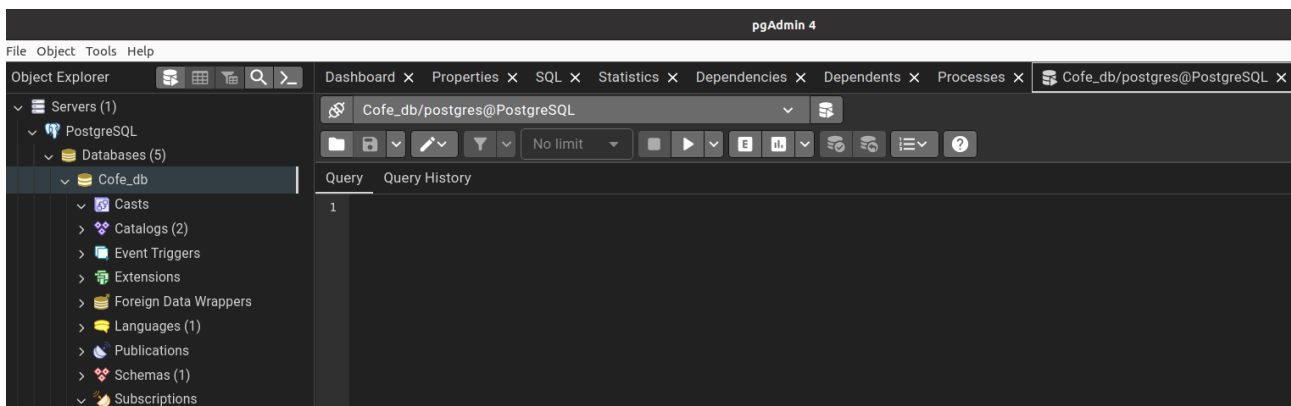 pgAdmin 4
File Object Tools Help
Object Explorer
Dashboard Properties SQL Statistics Dependencies Dependents Processes Cofe_db/postgres@PostgreSQL
Servers (1)
Cofe_db/postgres@PostgreSQL
PostgreSQL
No limit E
Databases (5)
Cofe_db
Query Query History
Casts
1
Catalogs (2)
Event Triggers
Extensions
Foreign Data Wrappers
Languages (1)
Publications
Schemas (1)
Subscriptions